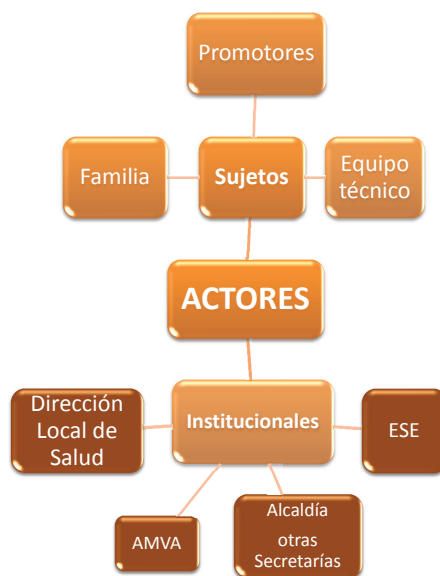 Promotores
Familia
Sujetos
Equipo
técnico
ACTORES
Dirección
Local de
Salud
Institucionales
ESE
AMVA
Alcaldía
otras
Secretarías